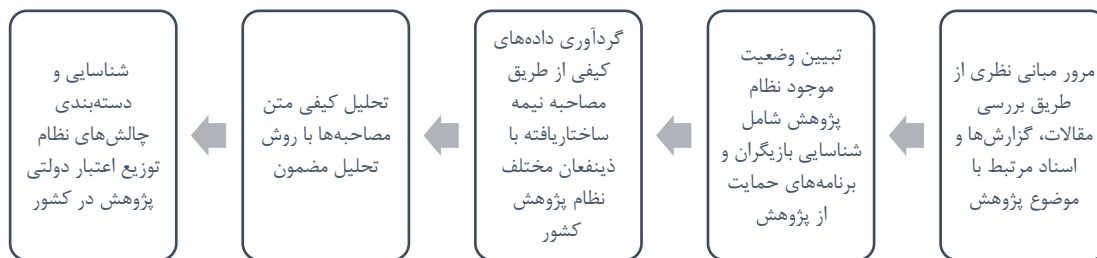 مرور مبانی نظری از
طریق بررسی
مقالات، گزارش‌ها و
اسناد مرتبط با
موضوع پژوهش
تبیین وضعیت
موجود نظام
پژوهش شامل
شناسایی بازیگران و
برنامه‌های حمایت
از پژوهش
گردآوری داده‌های
کیفی از طریق
مصاحبه نیمه
ساختاریافته با
ذینفعان مختلف
نظام پژوهش
کشور
تحلیل کیفی متن
مصاحبه‌ها با روش
تحلیل مضمون
شناسایی و
دسته‌بندی
چالش‌های نظام
توزیع اعتبار دولتی
پژوهش در کشور